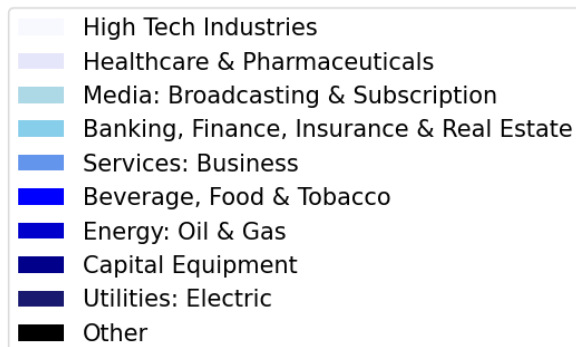 High Tech Industries
Healthcare & Pharmaceuticals
Media: Broadcasting & Subscription
Banking, Finance, Insurance & Real Estate
Services: Business
Beverage, Food & Tobacco
Energy: Oil & Gas
Capital Equipment
Utilities: Electric
Other